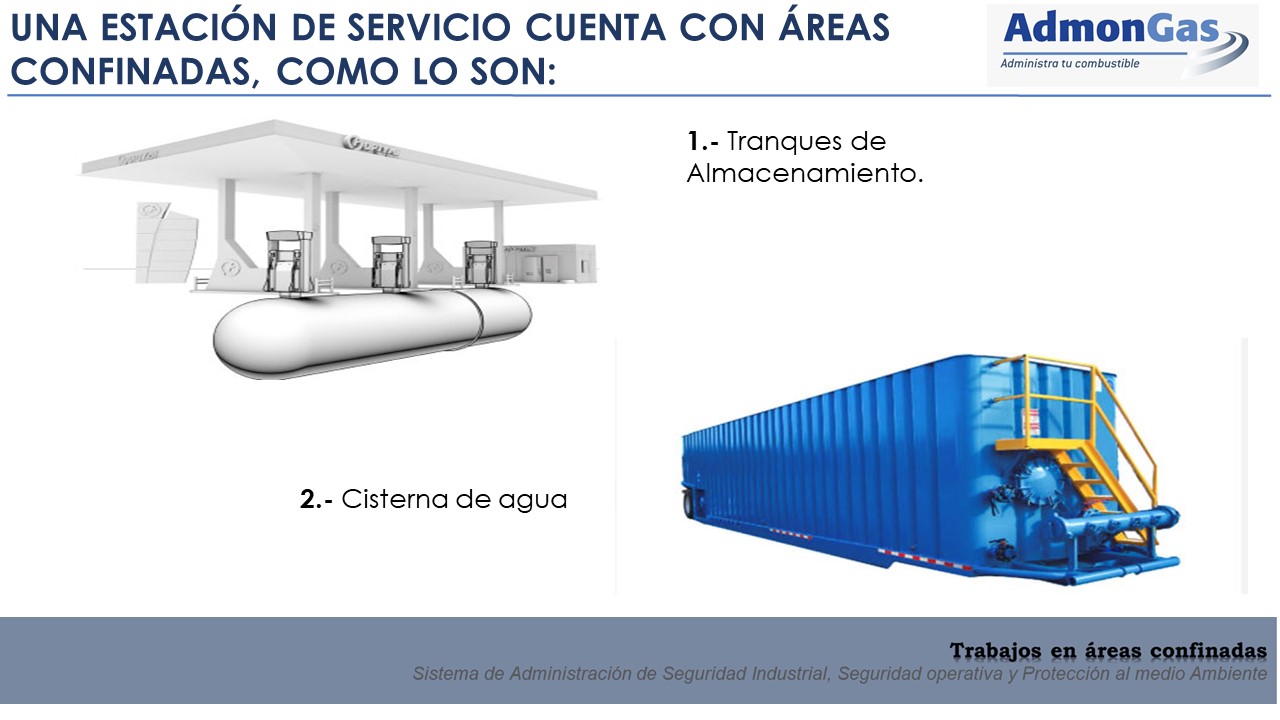 UNA ESTACIÓN DE SERVICIO CUENTA CON ÁREAS
CONFINADAS, COMO LO SON:
AdmonGas
Administra tu combustible
1.- Tranques de
Almacenamiento.
2.- Cisterna de agua
Trabajos en áreas confinadas
Sistema de Administración de Seguridad Industrial, Seguridad operativa y Protección al medio Ambiente